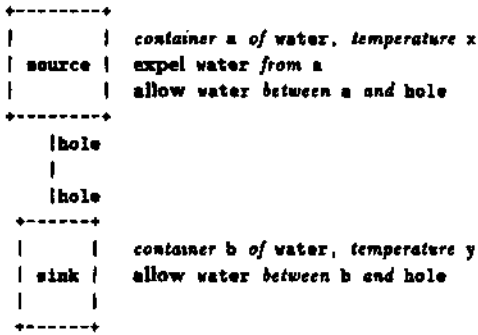 container a of water, temperature x
source expel water from a
allow water between a and hole
hole
hole
container b of water, temperature y
sink allow water between b and hole